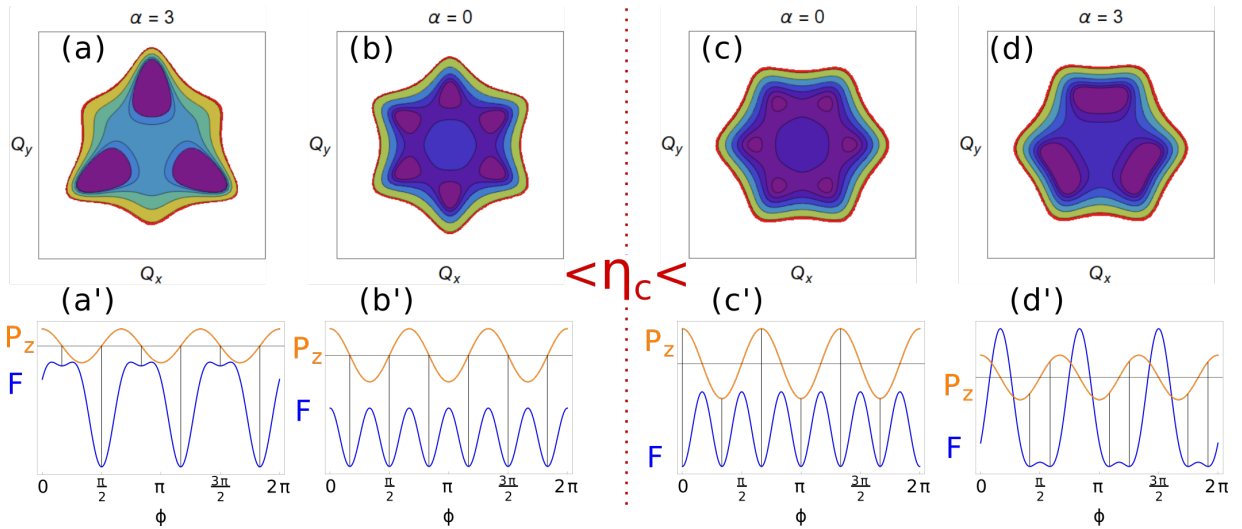 α = 3
α = 0
α = 0
α = 3
(a)
(b)
(c)
(d)
Q_y
Q_y
Q_y
Q_y
Q_x
Q_x
Q_x
Q_x
<η_c<
(a')
(b')
(c')
(d')
P_z
P_z
P_z
P_z
F
F
F
F
0 π/2 π 3π/2 2π
0 π/2 π 3π/2 2π
0 π/2 π 3π/2 2π
0 π/2 π 3π/2 2π
ϕ
ϕ
ϕ
ϕ